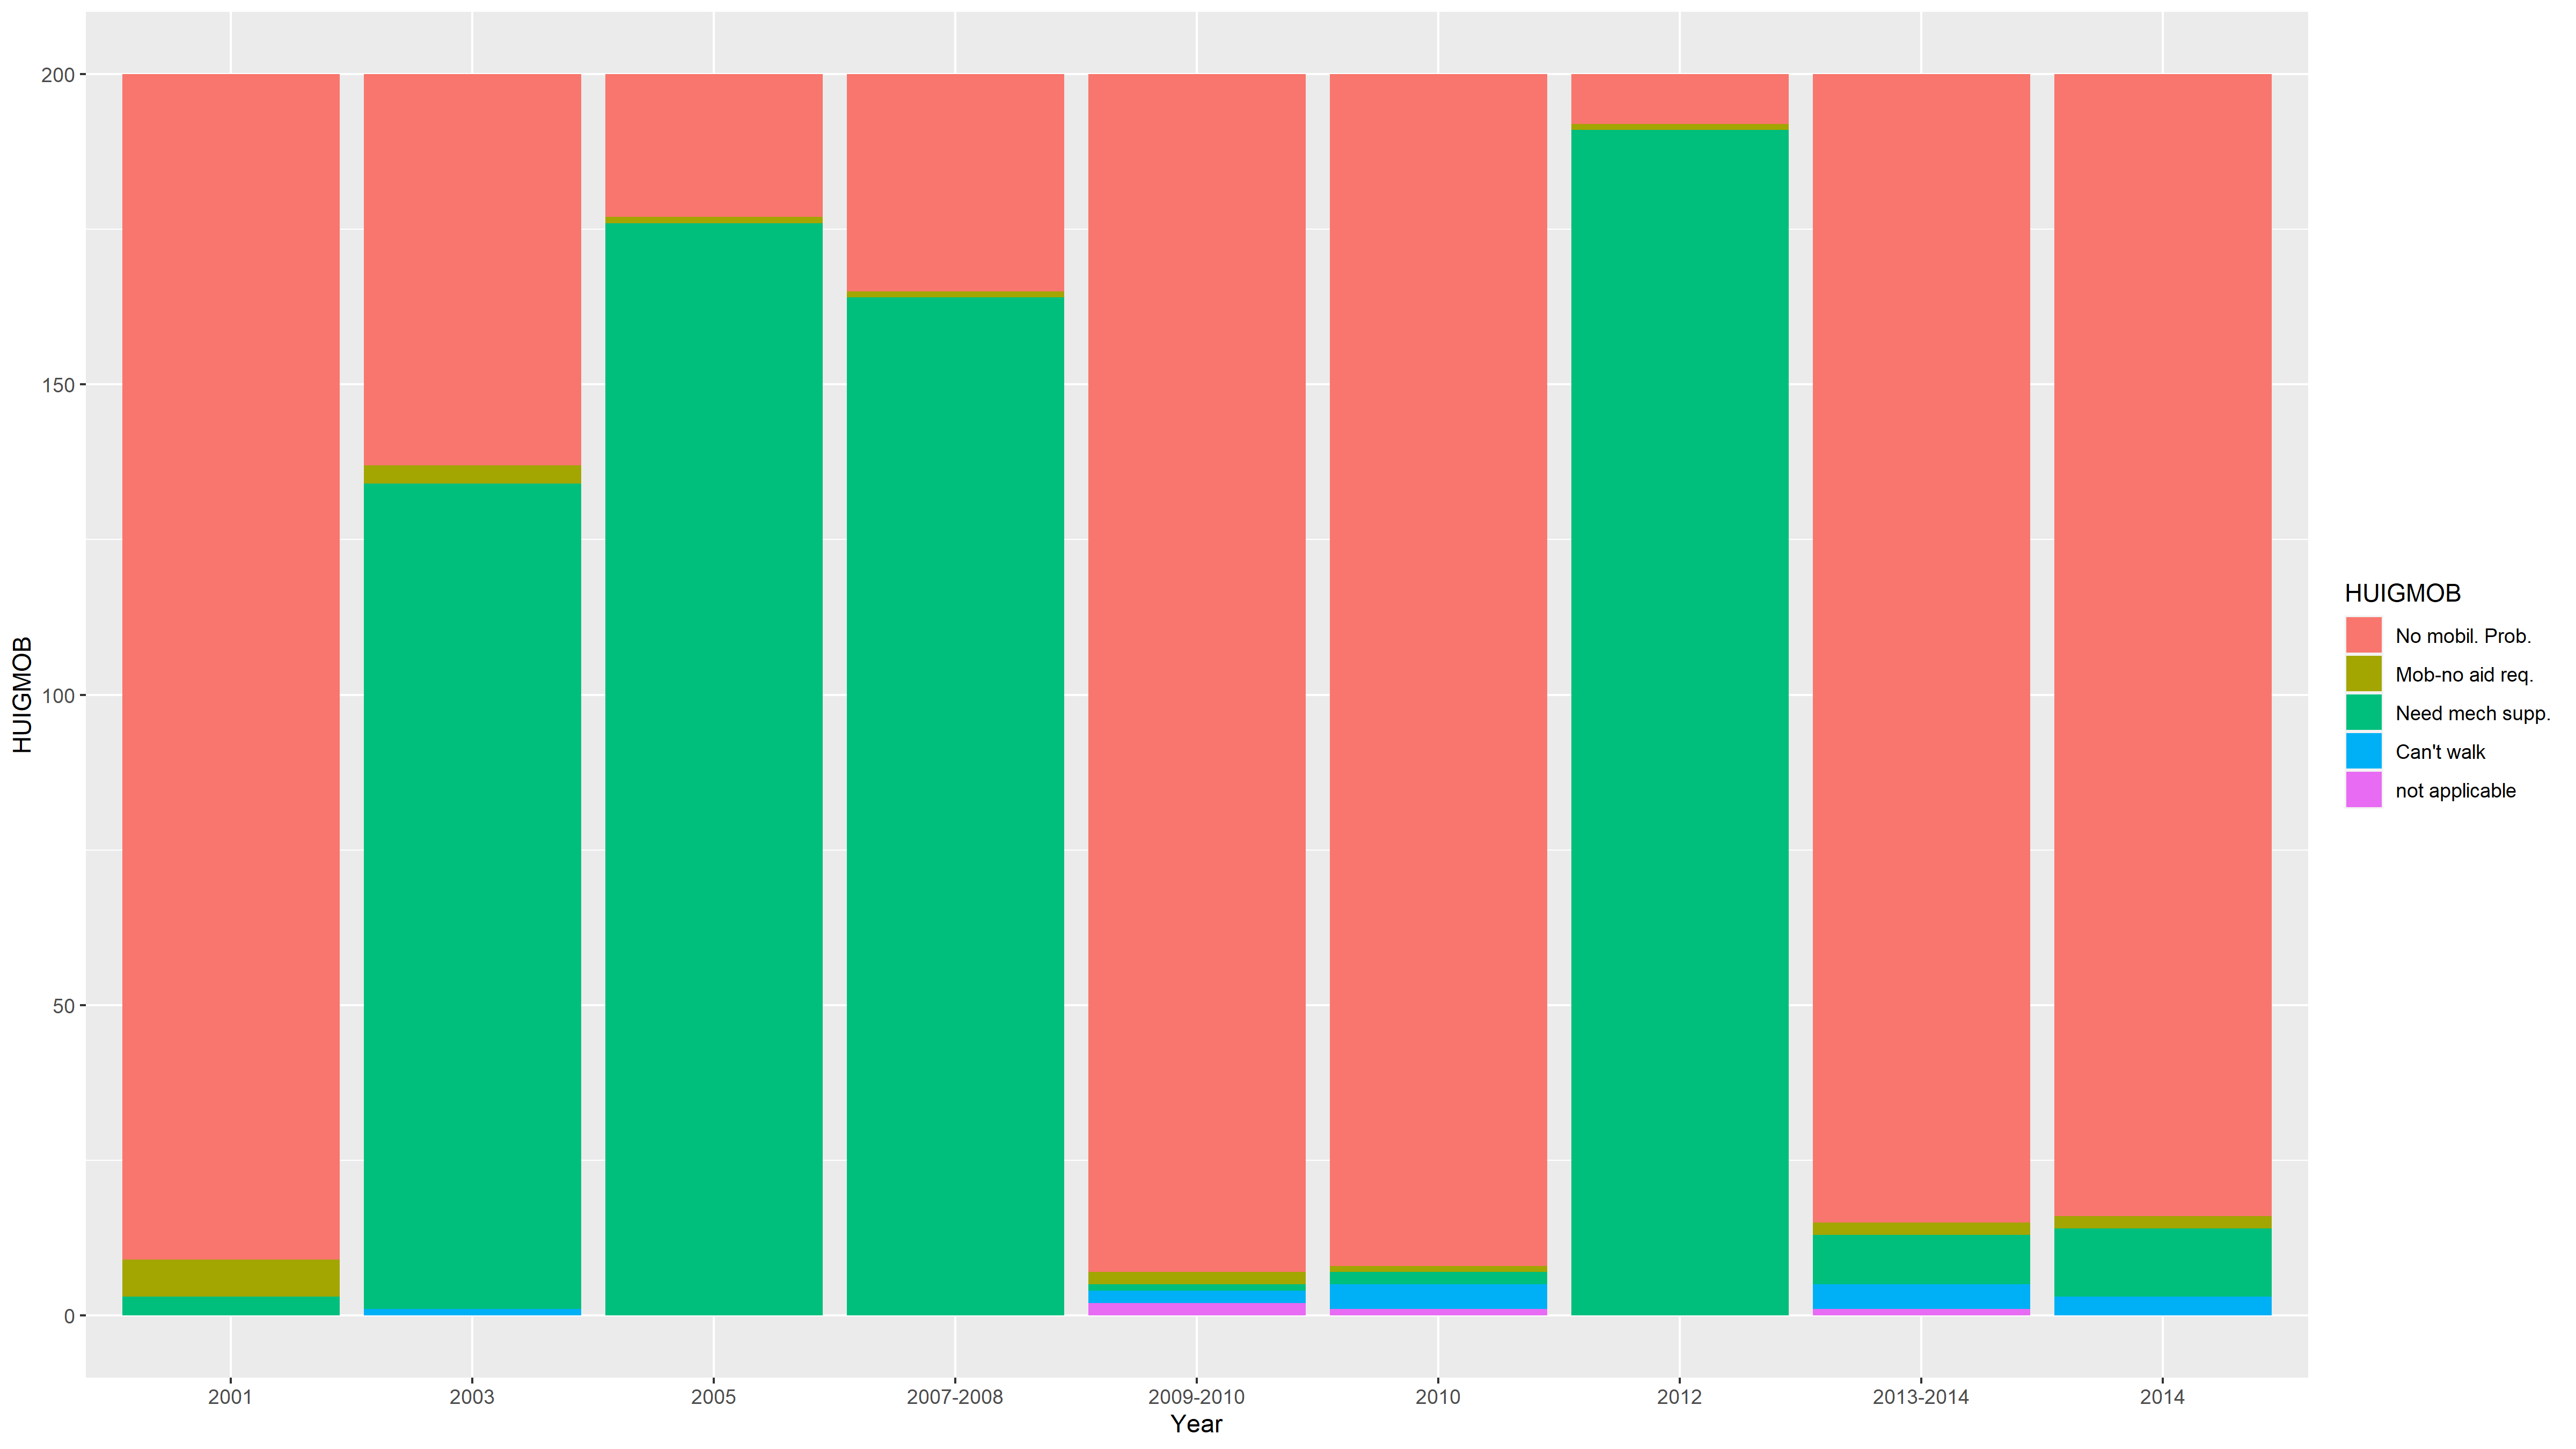 200
150
100
50
0
HUIGMOB
2001
2003
2005
2007-2008
2009-2010
2010
2012
2013-2014
2014
Year
HUIGMOB
No mobil. Prob.
Mob-no aid req.
Need mech supp.
Can't walk
not applicable